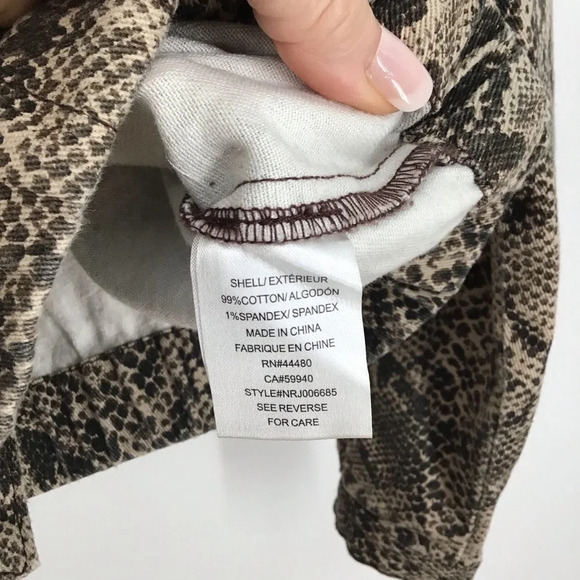 SHELL/ EXTÉRIEUR
99%COTTON/ ALGODÓN
1%SPANDEX/ SPANDEX
MADE IN CHINA
FABRIQUE EN CHINE
RN#44480
CA#59940
STYLE#NRJ006685
SEE REVERSE
FOR CARE